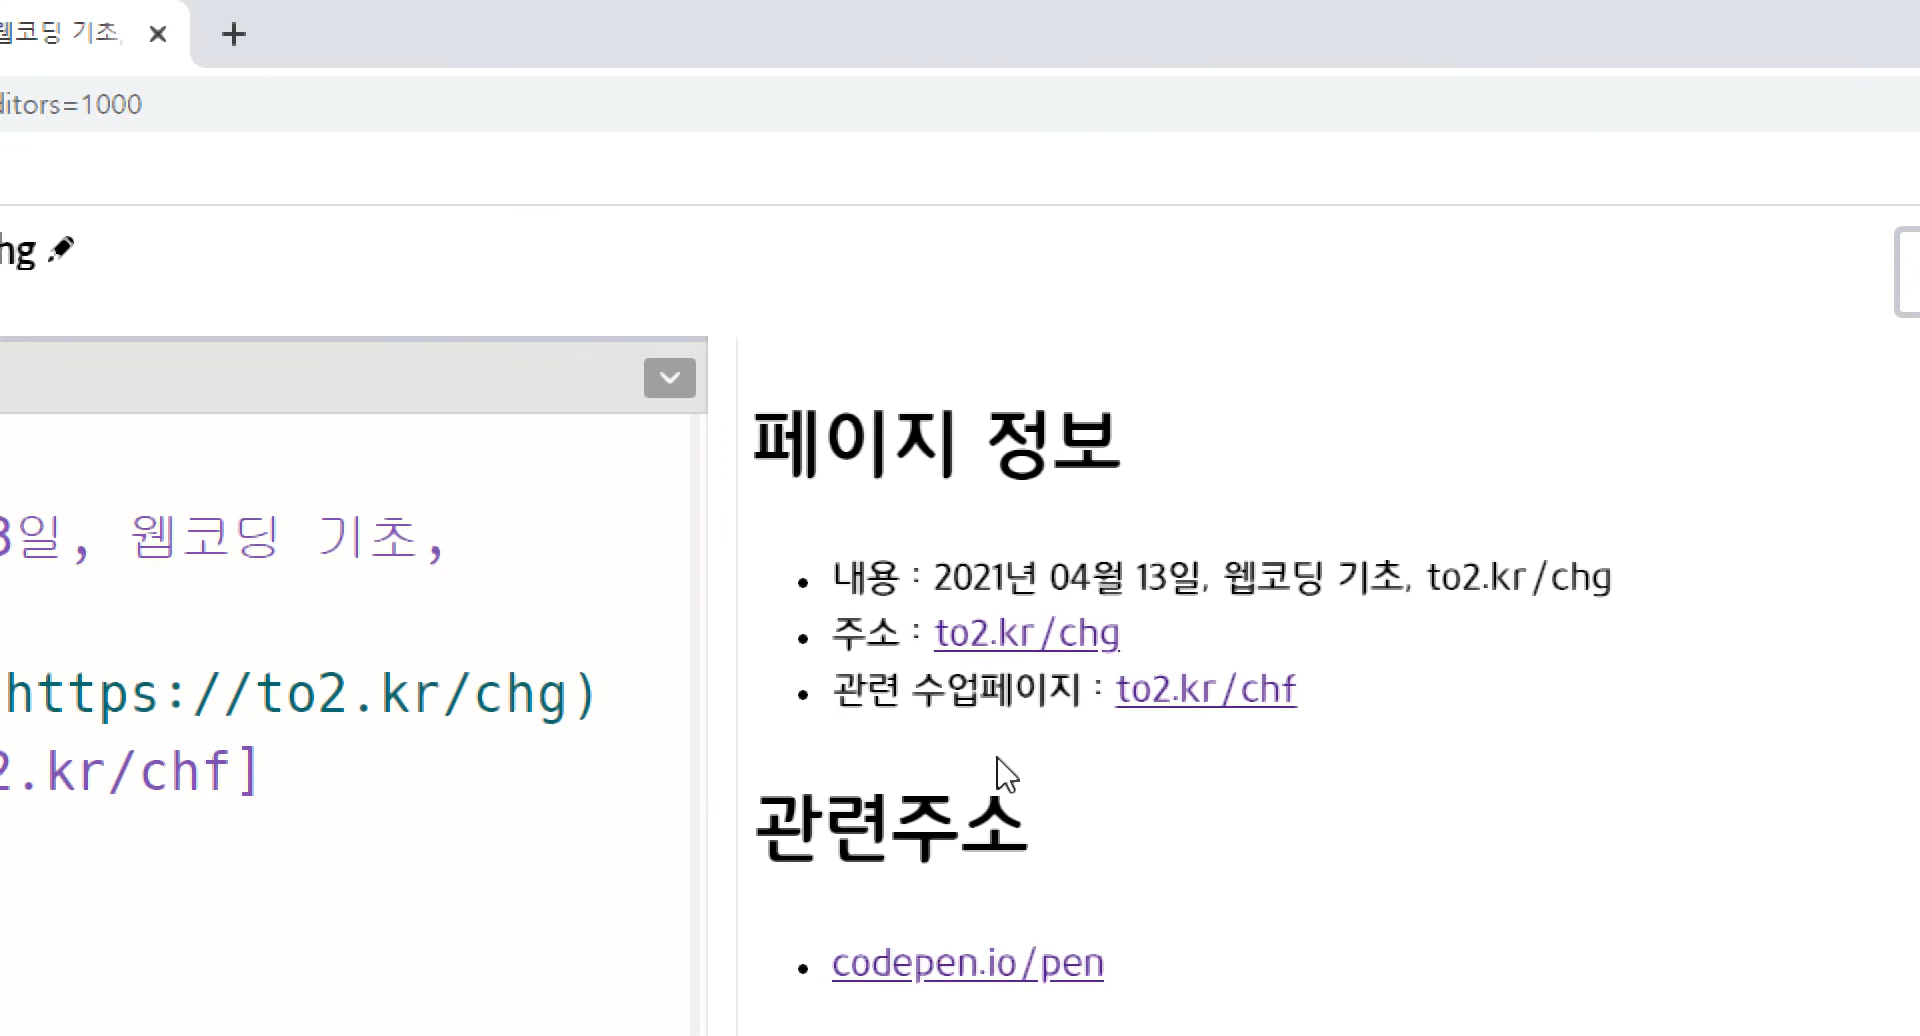 웹코딩 기초,
ditors=1000
hg
3일, 웹코딩 기초,
https://to2.kr/chg)
2.kr/chf]
페이지 정보
내용 : 2021년 04월 13일, 웹코딩 기초, to2.kr/chg
주소 : to2.kr/chg
관련 수업페이지 : to2.kr/chf
관련주소
codepen.io/pen